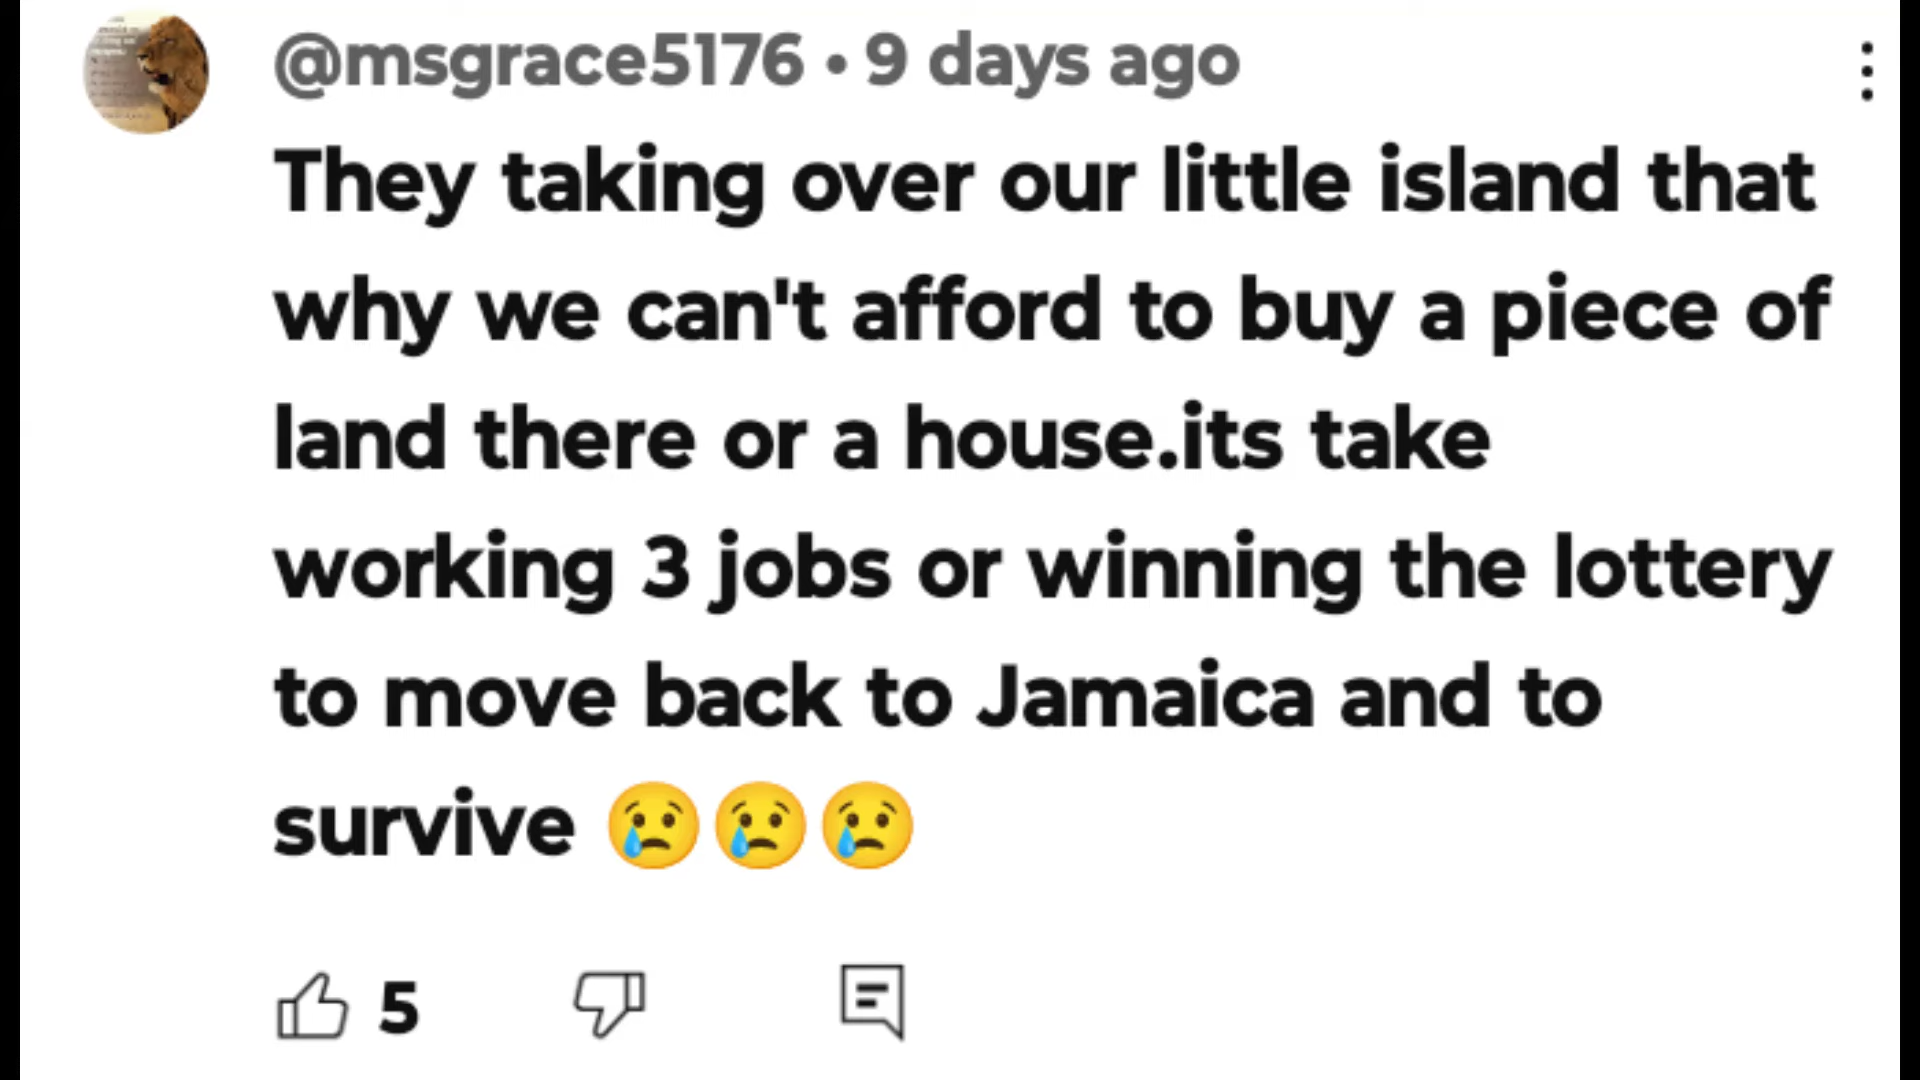 @msgrace5176 • 9 days ago
They taking over our little island that
why we can't afford to buy a piece of
land there or a house.its take
working 3 jobs or winning the lottery
to move back to Jamaica and to
survive 😢😢😢
5